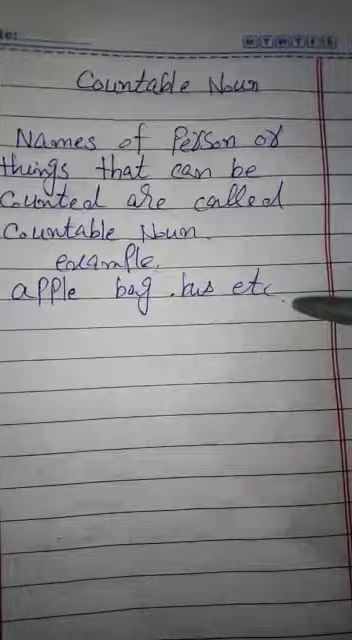 M T W T F S
Countable Noun
Names of Person or
things that can be
Counted are called
Countable Noun.
example.
apple bag . bus etc.